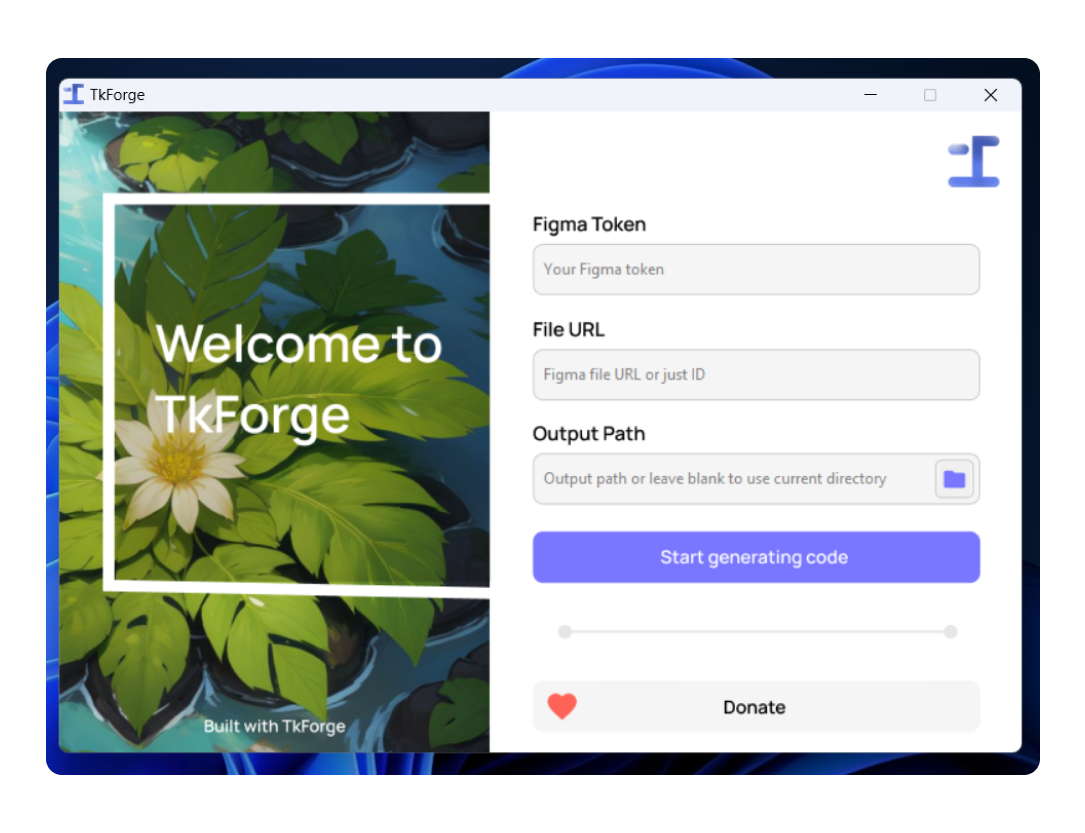 TkForge
Welcome to
TkForge
Built with TkForge
Figma Token
Your Figma token
File URL
Figma file URL or just ID
Output Path
Output path or leave blank to use current directory
Start generating code
Donate